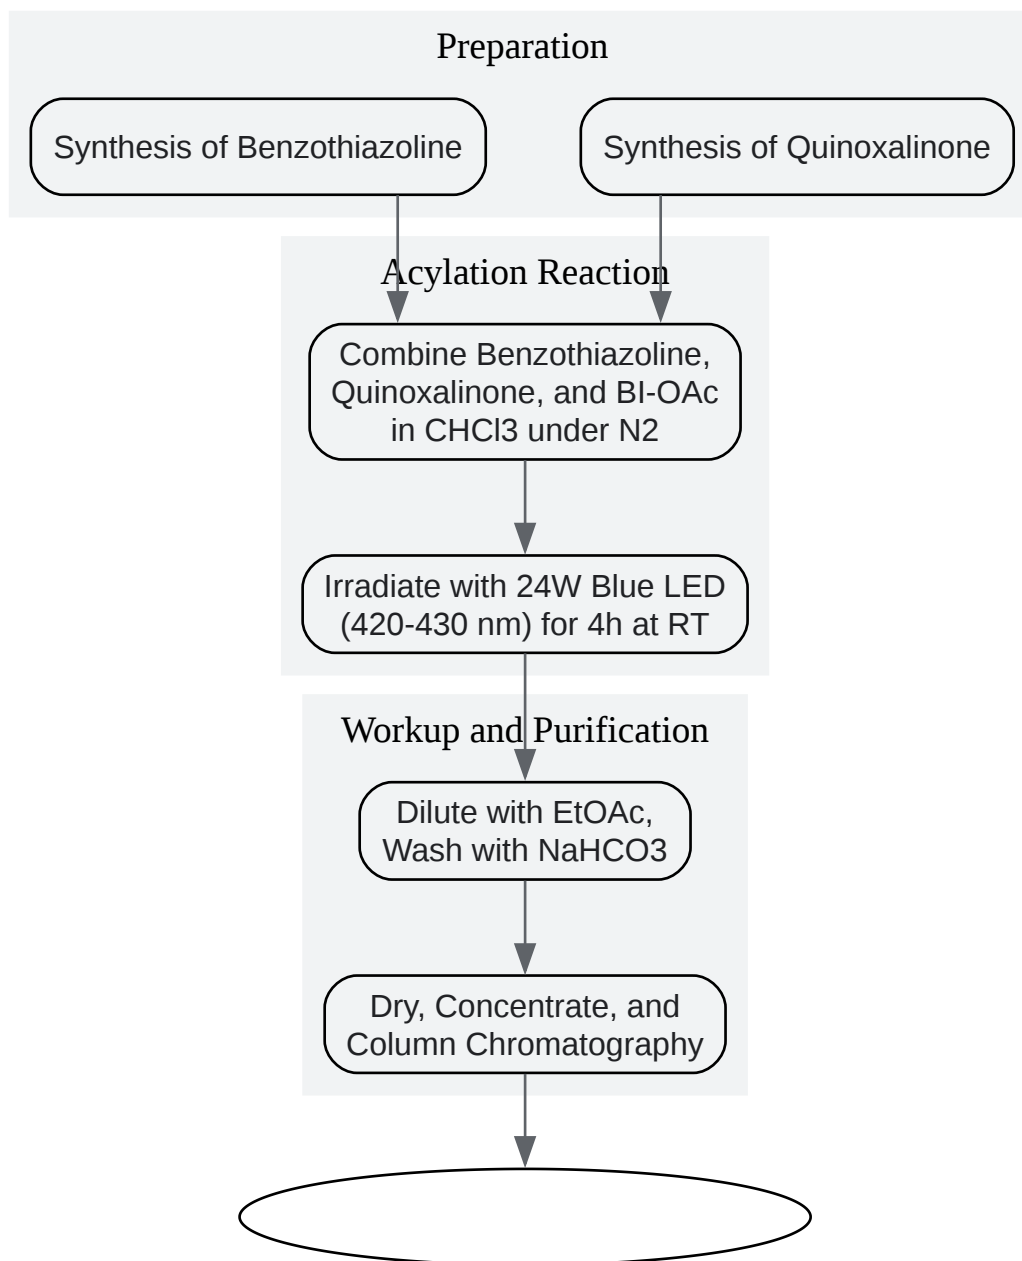 Preparation
Synthesis of Benzothiazoline
Synthesis of Quinoxalinone
Acylation Reaction
Combine Benzothiazoline,
Quinoxalinone, and BI-OAc
in CHCl3 under N2
Irradiate with 24W Blue LED
(420-430 nm) for 4h at RT
Workup and Purification
Dilute with EtOAc,
Wash with NaHCO3
Dry, Concentrate, and
Column Chromatography